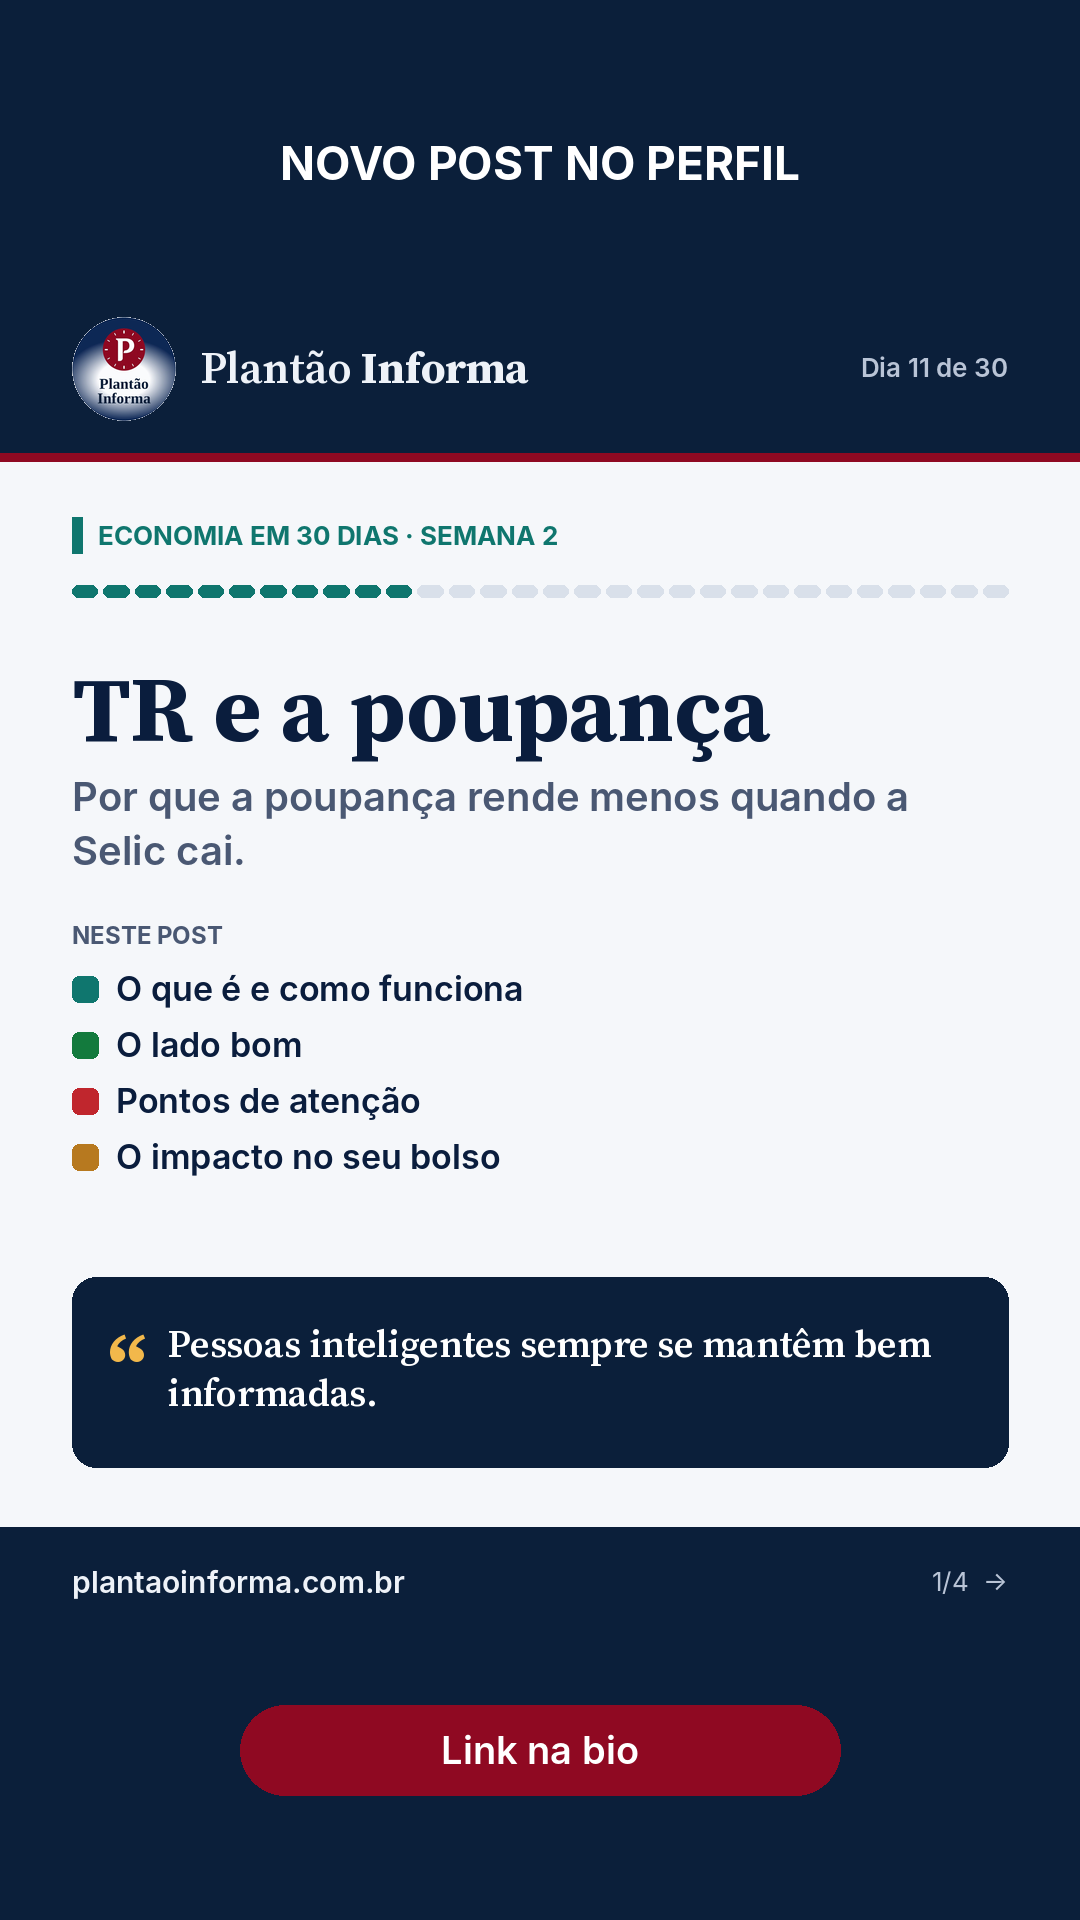 NOVO POST NO PERFIL
P
Plantão
Informa
Plantão Informa
Dia 11 de 30
ECONOMIA EM 30 DIAS · SEMANA 2
TR e a poupança
Por que a poupança rende menos quando a
Selic cai.
NESTE POST
O que é e como funciona
O lado bom
Pontos de atenção
O impacto no seu bolso
“ Pessoas inteligentes sempre se mantêm bem
informadas.
plantaoinforma.com.br
1/4 →
Link na bio